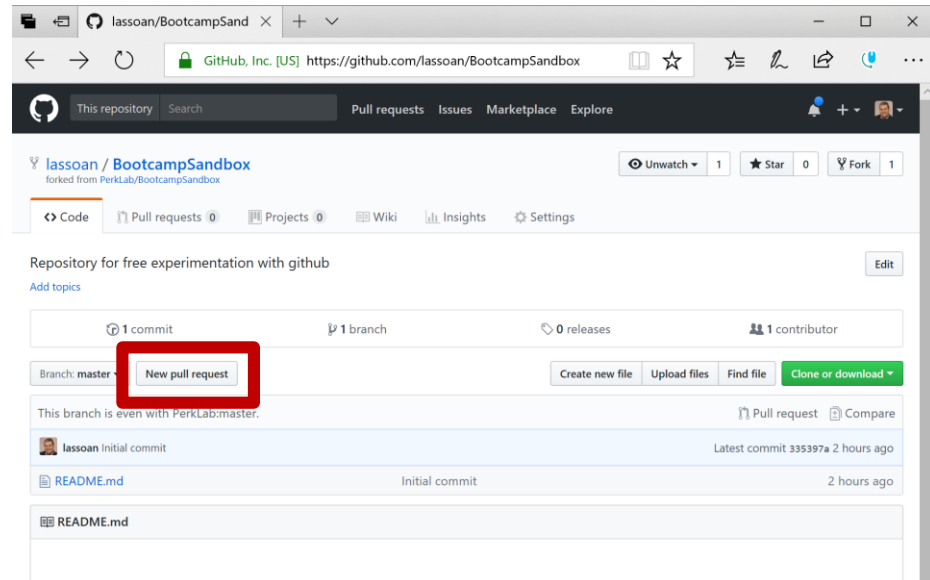 lassoan/BootcampSand
GitHub, Inc. [US] https://github.com/lassoan/BootcampSandbox
This repository Search Pull requests Issues Marketplace Explore
lassoan / BootcampSandbox Unwatch 1 Star 0 Fork 1
forked from PerkLab/BootcampSandbox
Code Pull requests 0 Projects 0 Wiki Insights Settings
Repository for free experimentation with github Edit
Add topics
1 commit 1 branch 0 releases 1 contributor
Branch: master New pull request Create new file Upload files Find file Clone or download
This branch is even with PerkLab:master. Pull request Compare
lassoan Initial commit Latest commit 335397a 2 hours ago
README.md Initial commit 2 hours ago
README.md